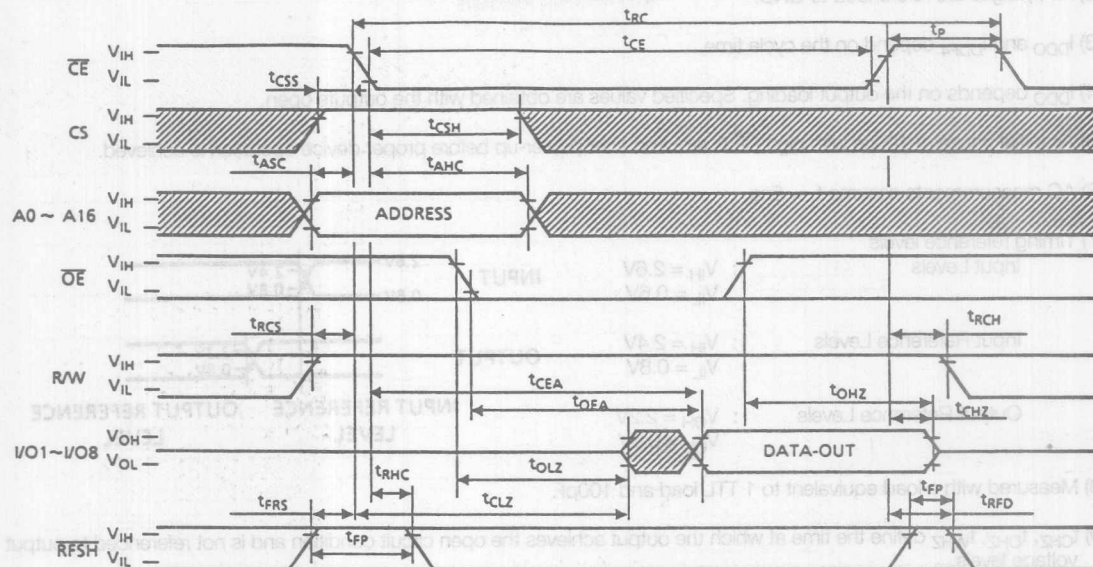 tRC
tCE
tP
CE
VIH
VIL
tCSS
CS
VIH
VIL
tCSH
tASC
tAHC
A0 ~ A16
VIH
VIL
ADDRESS
OE
VIH
VIL
tRCS
tRCH
R/W
VIH
VIL
tCEA
tOEA
tOHZ
tCHZ
I/O1~I/O8
VOH
VOL
DATA-OUT
tRHC
tOLZ
tCLZ
tFRS
tFP
tFP
tRFD
RFSH
VIH
VIL